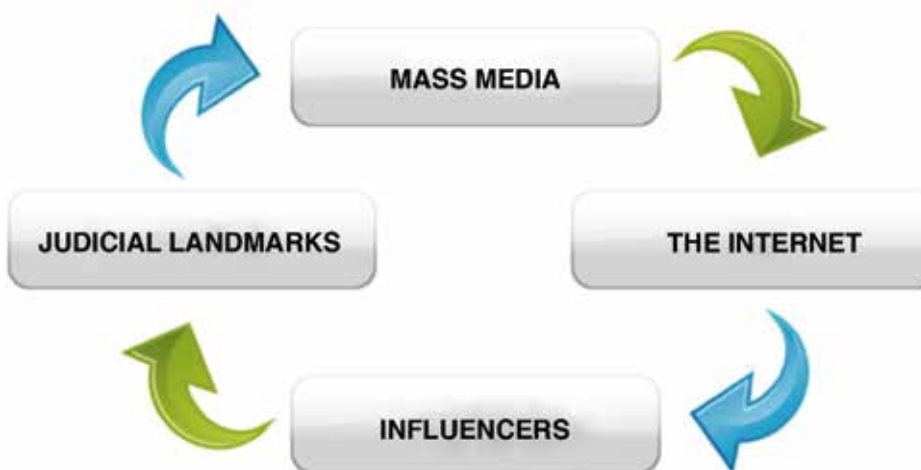 MASS MEDIA
JUDICIAL LANDMARKS
THE INTERNET
INFLUENCERS